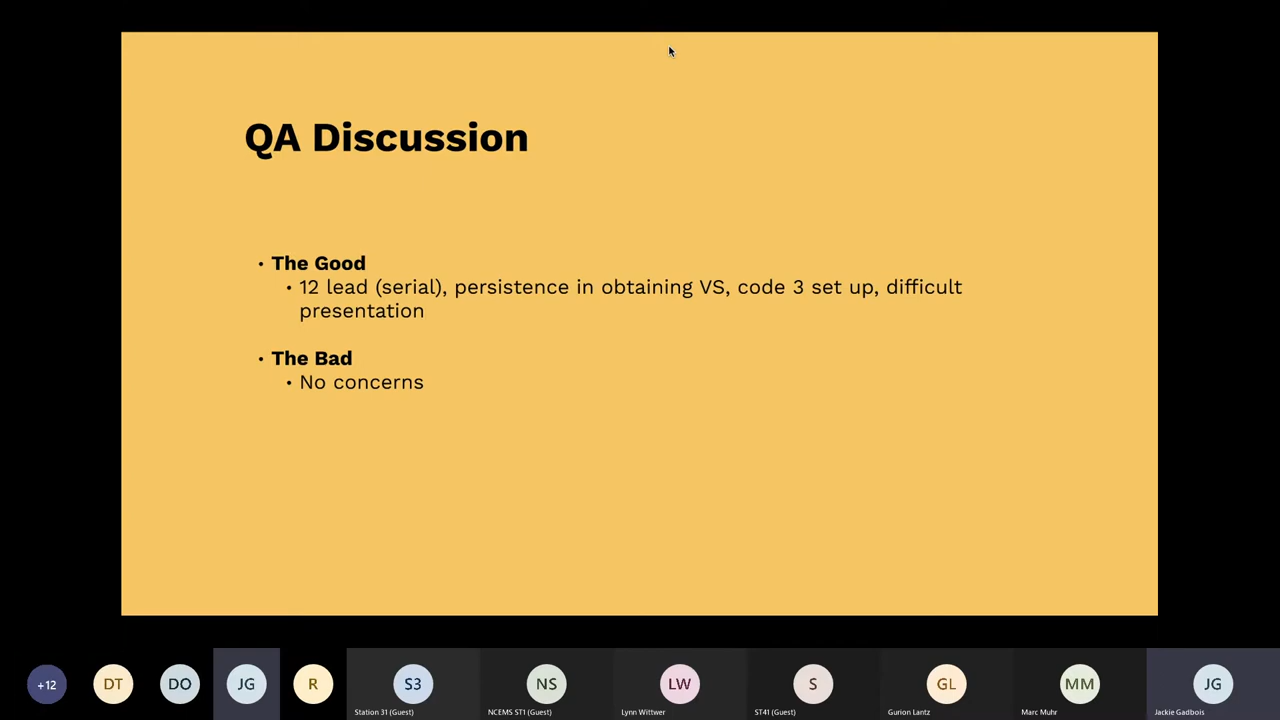 QA Discussion
• The Good
• 12 lead (serial), persistence in obtaining VS, code 3 set up, difficult
presentation
• The Bad
• No concerns
+12
DT
DO
JG
R
S3
NS
LW
S
GL
MM
JG
Station 31 (Guest)
NCEMS ST1 (Guest)
Lynn Wittwer
ST41 (Guest)
Gurion Lantz
Marc Muhr
Jackie Gadbois